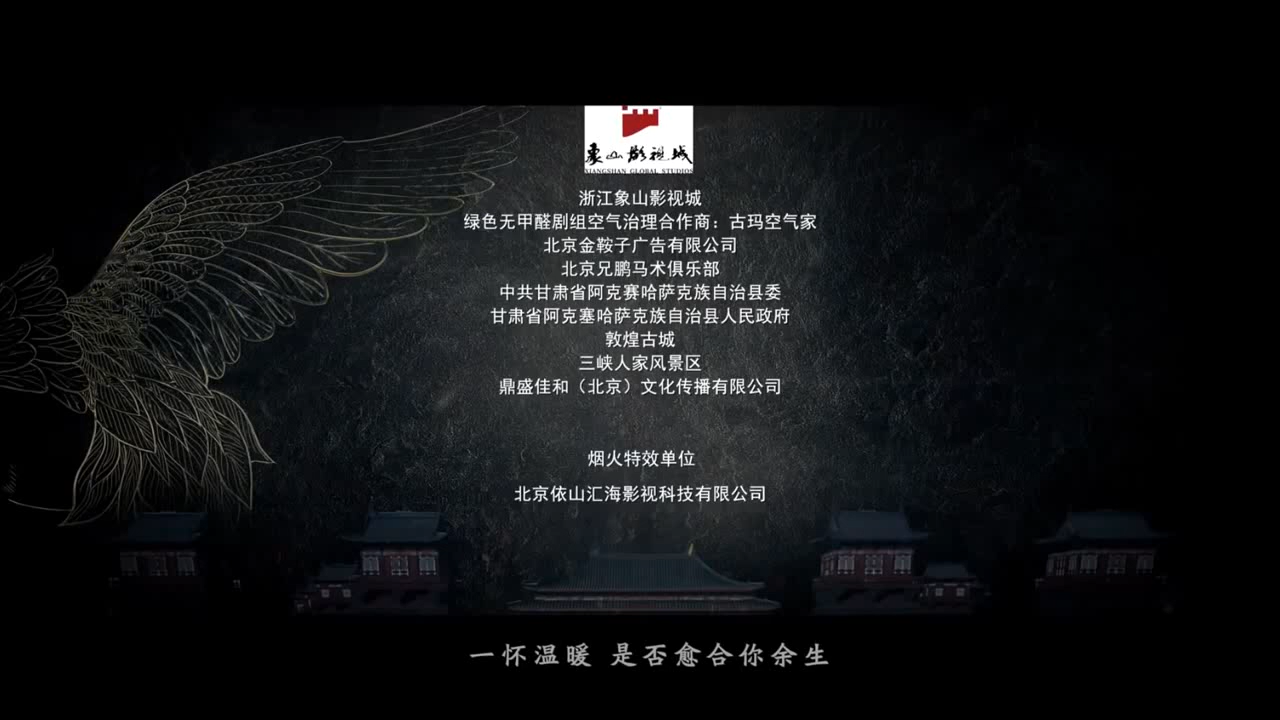 象山影视城
XIANGSHAN GLOBAL STUDIOS
浙江象山影视城
绿色无甲醛剧组空气治理合作商：古玛空气家
北京金鞍子广告有限公司
北京兄鹏马术俱乐部
中共甘肃省阿克赛哈萨克族自治县委
甘肃省阿克塞哈萨克族自治县人民政府
敦煌古城
三峡人家风景区
鼎盛佳和（北京）文化传播有限公司
烟火特效单位
北京依山汇海影视科技有限公司
一怀温暖 是否愈合你余生